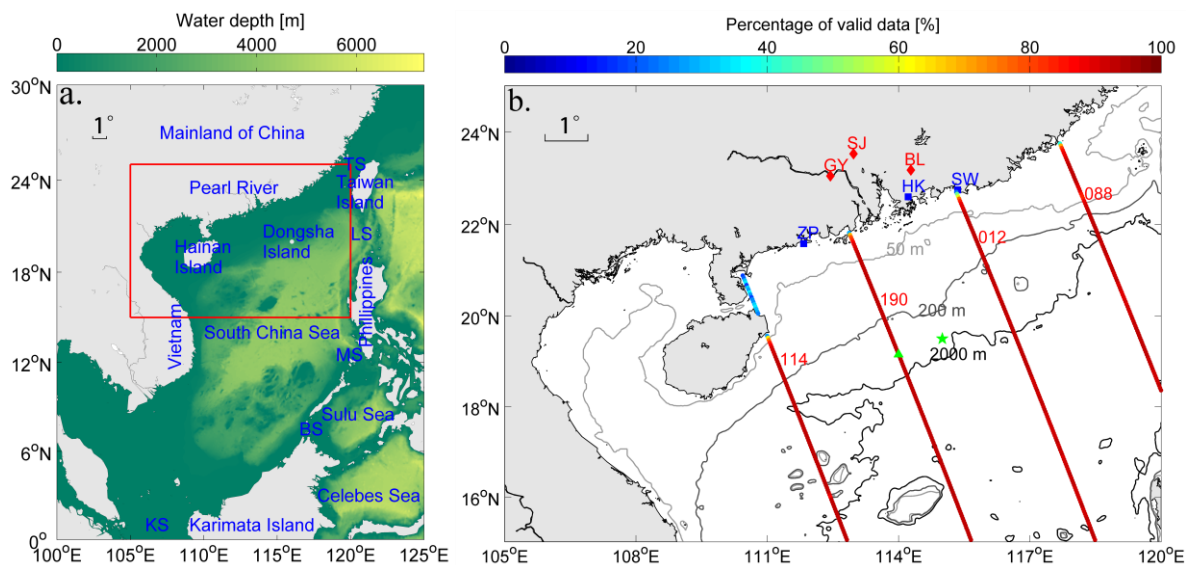 Water depth [m]
0 2000 4000 6000
a.
1°
30°N
24°N
18°N
12°N
6°N
0°
100°E 105°E 110°E 115°E 120°E 125°E
Mainland of China
TS
Pearl River
Taiwan
Island
Dongsha
Island
LS
Hainan
Island
Phillippines
Vietnam
South China Sea
MS
Sulu Sea
BS
Celebes Sea
KS
Karimata Island
Percentage of valid data [%]
0 20 40 60 80 100
b.
1°
24°N
22°N
20°N
18°N
16°N
105°E 108°E 111°E 114°E 117°E 120°E
SJ
GY
BL
HK
SW
ZP
088
012
50 m
190
200 m
2000 m
114